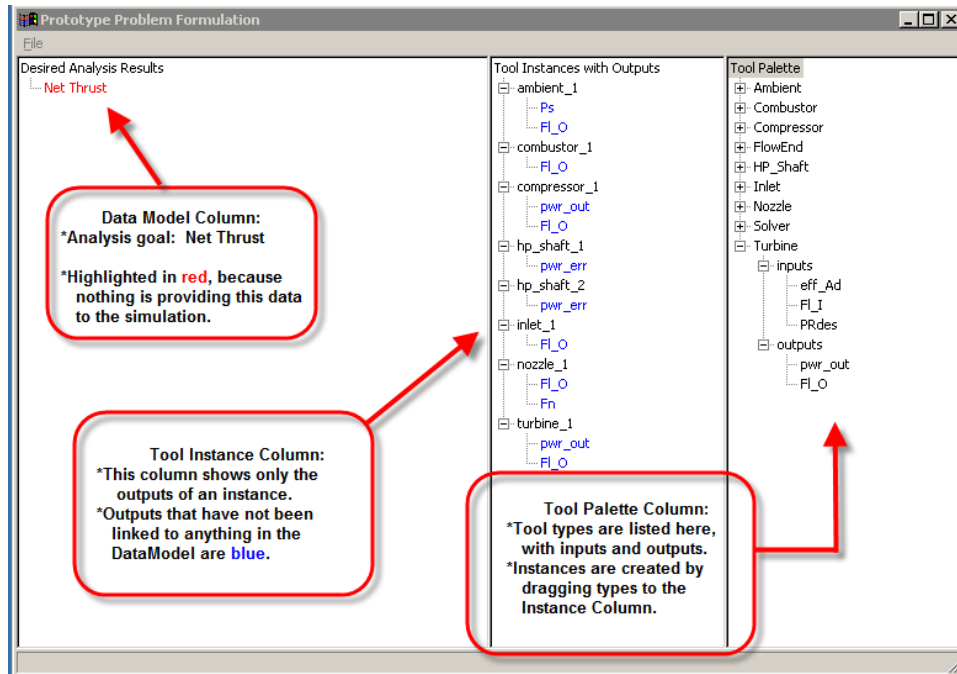 Prototype Problem Formulation
File
Desired Analysis Results
Net Thrust
Data Model Column:
*Analysis goal: Net Thrust
*Highlighted in red, because
nothing is providing this data
to the simulation.
Tool Instance Column:
*This column shows only the
outputs of an instance.
*Outputs that have not been
linked to anything in the
DataModel are blue.
Tool Instances with Outputs
ambient_1
Ps
Fl_O
combustor_1
Fl_O
compressor_1
pwr_out
Fl_O
hp_shaft_1
pwr_err
hp_shaft_2
pwr_err
inlet_1
Fl_O
nozzle_1
Fl_O
Fn
turbine_1
pwr_out
Fl_O
Tool Palette
Ambient
Combustor
Compressor
FlowEnd
HP_Shaft
Inlet
Nozzle
Solver
Turbine
inputs
eff_Ad
Fl_I
PRdes
outputs
pwr_out
Fl_O
Tool Palette Column:
*Tool types are listed here,
with inputs and outputs.
*Instances are created by
dragging types to the
Instance Column.